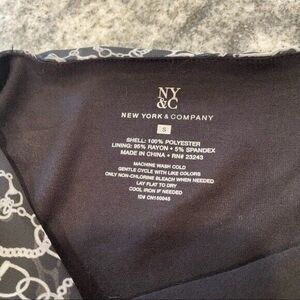 NY
&C
NEW YORK & COMPANY
S
SHELL: 100% POLYESTER
LINING: 95% RAYON • 5% SPANDEX
MADE IN CHINA • RN# 23243
MACHINE WASH COLD
GENTLE CYCLE WITH LIKE COLORS
ONLY NON-CHLORINE BLEACH WHEN NEEDED
LAY FLAT TO DRY
COOL IRON IF NEEDED
ID# CN150045